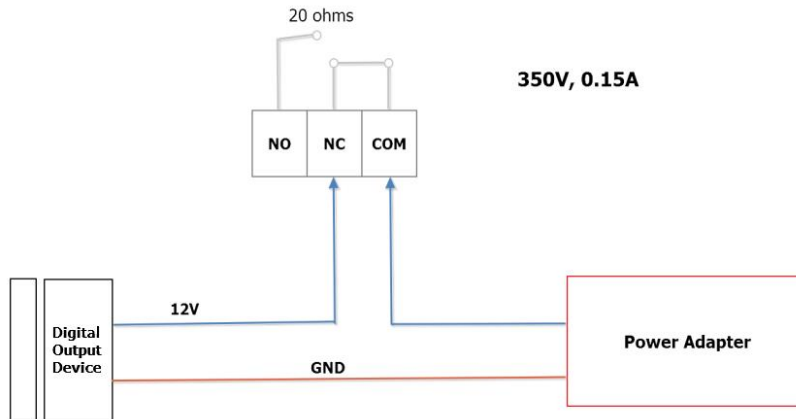 20 ohms
350V, 0.15A
NO NC COM
12V
Digital
Output
Device
GND
Power Adapter